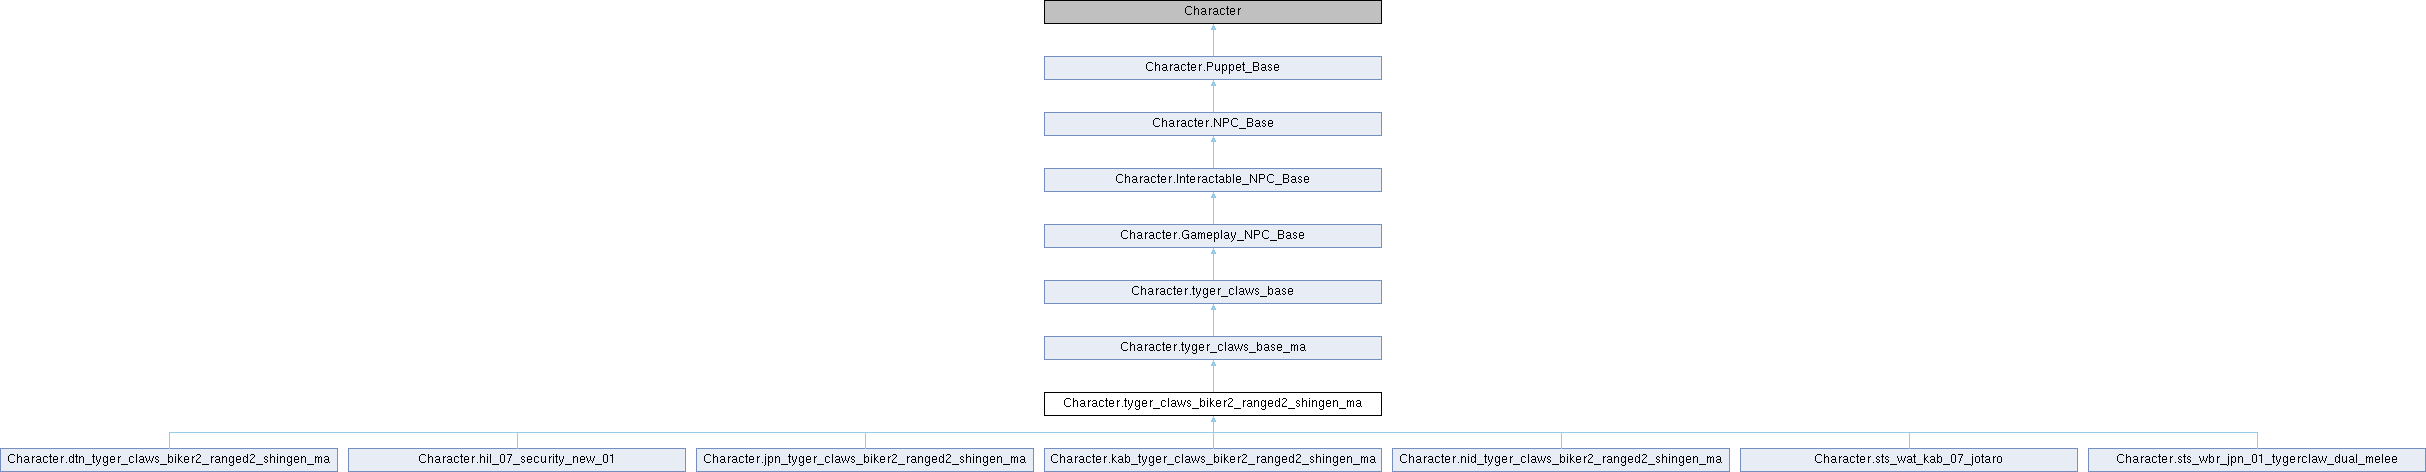 Character
Character.Puppet_Base
Character.NPC_Base
Character.Interactable_NPC_Base
Character.Gameplay_NPC_Base
Character.tyger_claws_base
Character.tyger_claws_base_ma
Character.tyger_claws_biker2_ranged2_shingen_ma
Character.dtn_tyger_claws_biker2_ranged2_shingen_ma
Character.hil_07_security_new_01
Character.jpn_tyger_claws_biker2_ranged2_shingen_ma
Character.kab_tyger_claws_biker2_ranged2_shingen_ma
Character.nid_tyger_claws_biker2_ranged2_shingen_ma
Character.sts_wat_kab_07_jotaro
Character.sts_wbr_jpn_01_tygerclaw_dual_melee